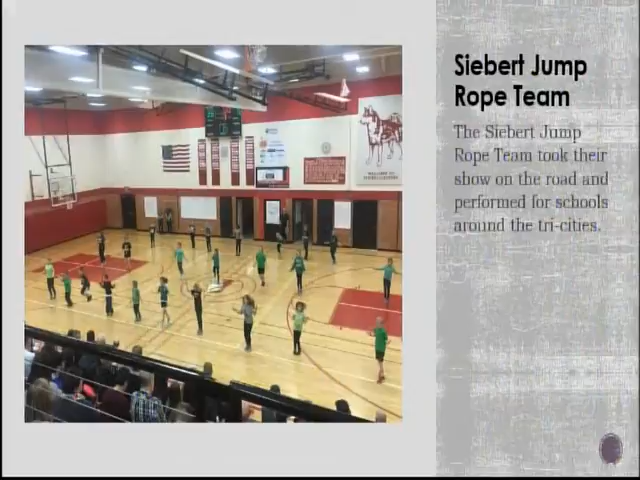 Siebert Jump
Rope Team
The Siebert Jump
Rope Team took their
show on the road and
performed for schools
around the tri-cities.